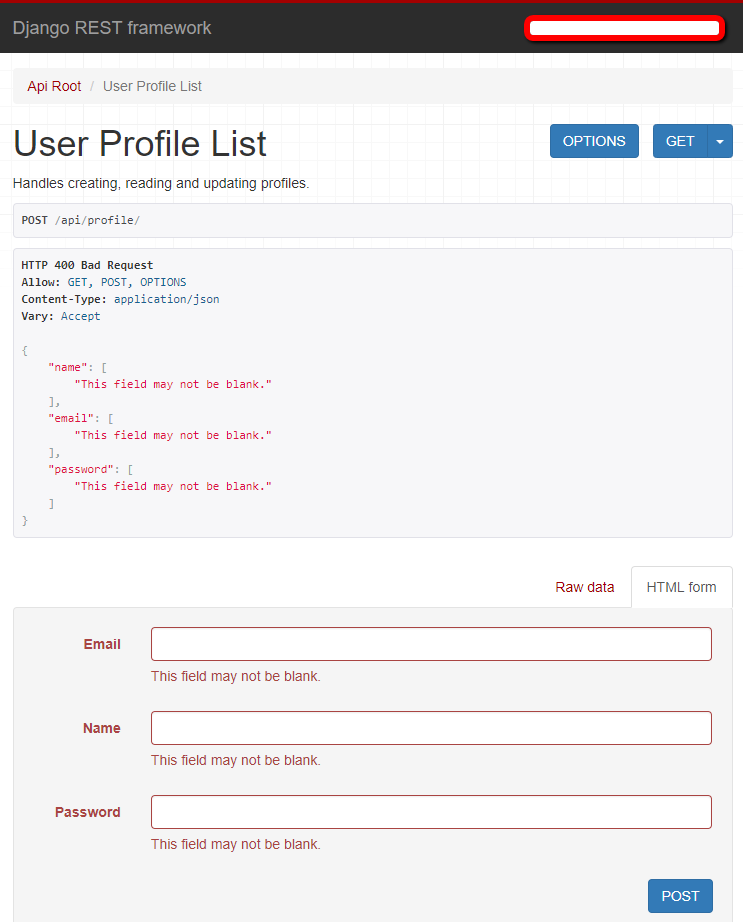 Django REST framework
Api Root / User Profile List
User Profile List
OPTIONS
GET
Handles creating, reading and updating profiles.
POST /api/profile/
HTTP 400 Bad Request
Allow: GET, POST, OPTIONS
Content-Type: application/json
Vary: Accept
{
    "name": [
        "This field may not be blank."
    ],
    "email": [
        "This field may not be blank."
    ],
    "password": [
        "This field may not be blank."
    ]
}
Raw data
HTML form
Email
This field may not be blank.
Name
This field may not be blank.
Password
This field may not be blank.
POST